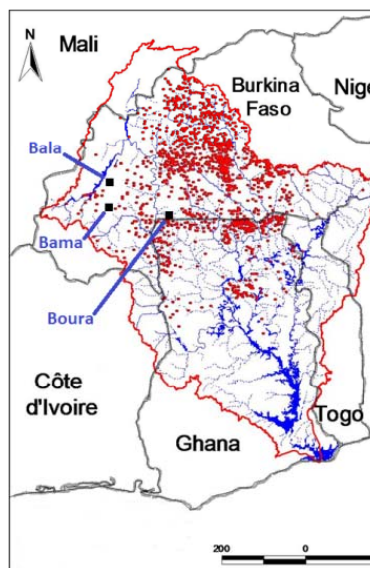 N
Mali
Burkina
Faso
Nige
Bala
Bama
Boura
Côte
d'Ivoire
Togo
Ghana
200
0